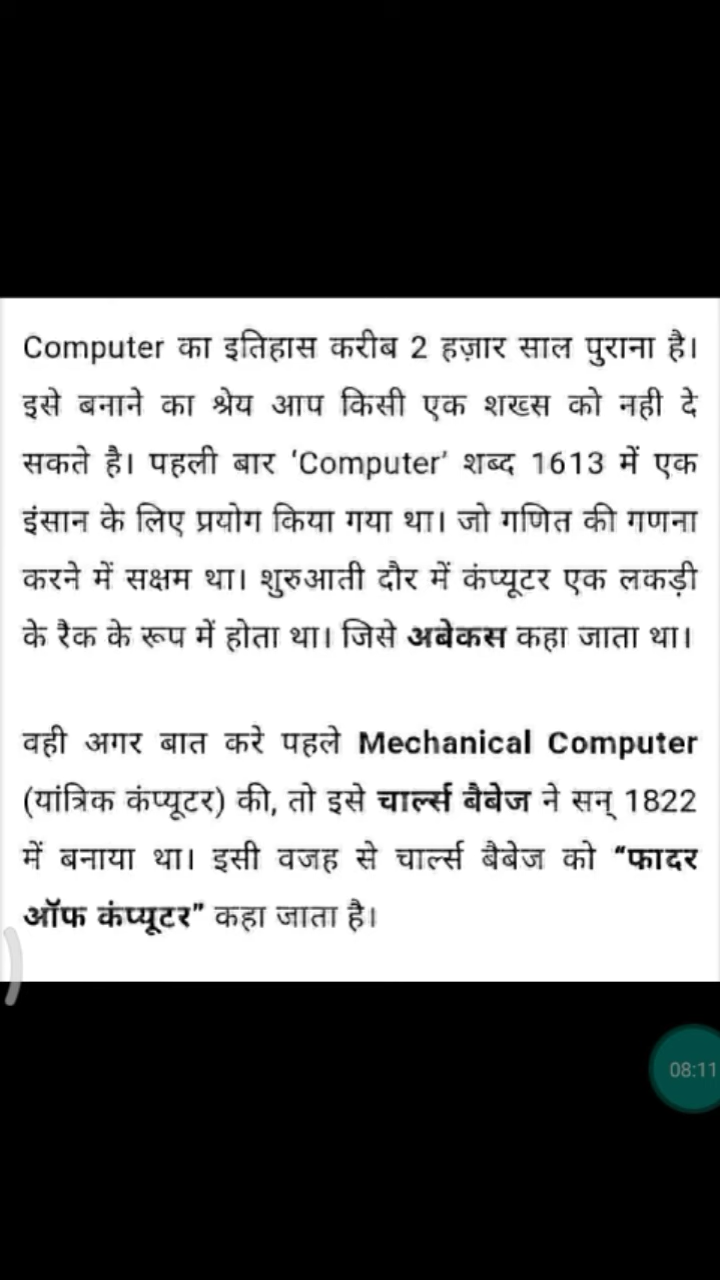 Computer का इतिहास करीब 2 हज़ार साल पुराना है।
इसे बनाने का श्रेय आप किसी एक शख्स को नही दे
सकते है। पहली बार ‘Computer’ शब्द 1613 में एक
इंसान के लिए प्रयोग किया गया था। जो गणित की गणना
करने में सक्षम था। शुरुआती दौर में कंप्यूटर एक लकड़ी
के रैक के रूप में होता था। जिसे अबेकस कहा जाता था।
वही अगर बात करे पहले Mechanical Computer
(यांत्रिक कंप्यूटर) की, तो इसे चार्ल्स बैबेज ने सन् 1822
में बनाया था। इसी वजह से चार्ल्स बैबेज को “फादर
ऑफ कंप्यूटर” कहा जाता है।
08:11